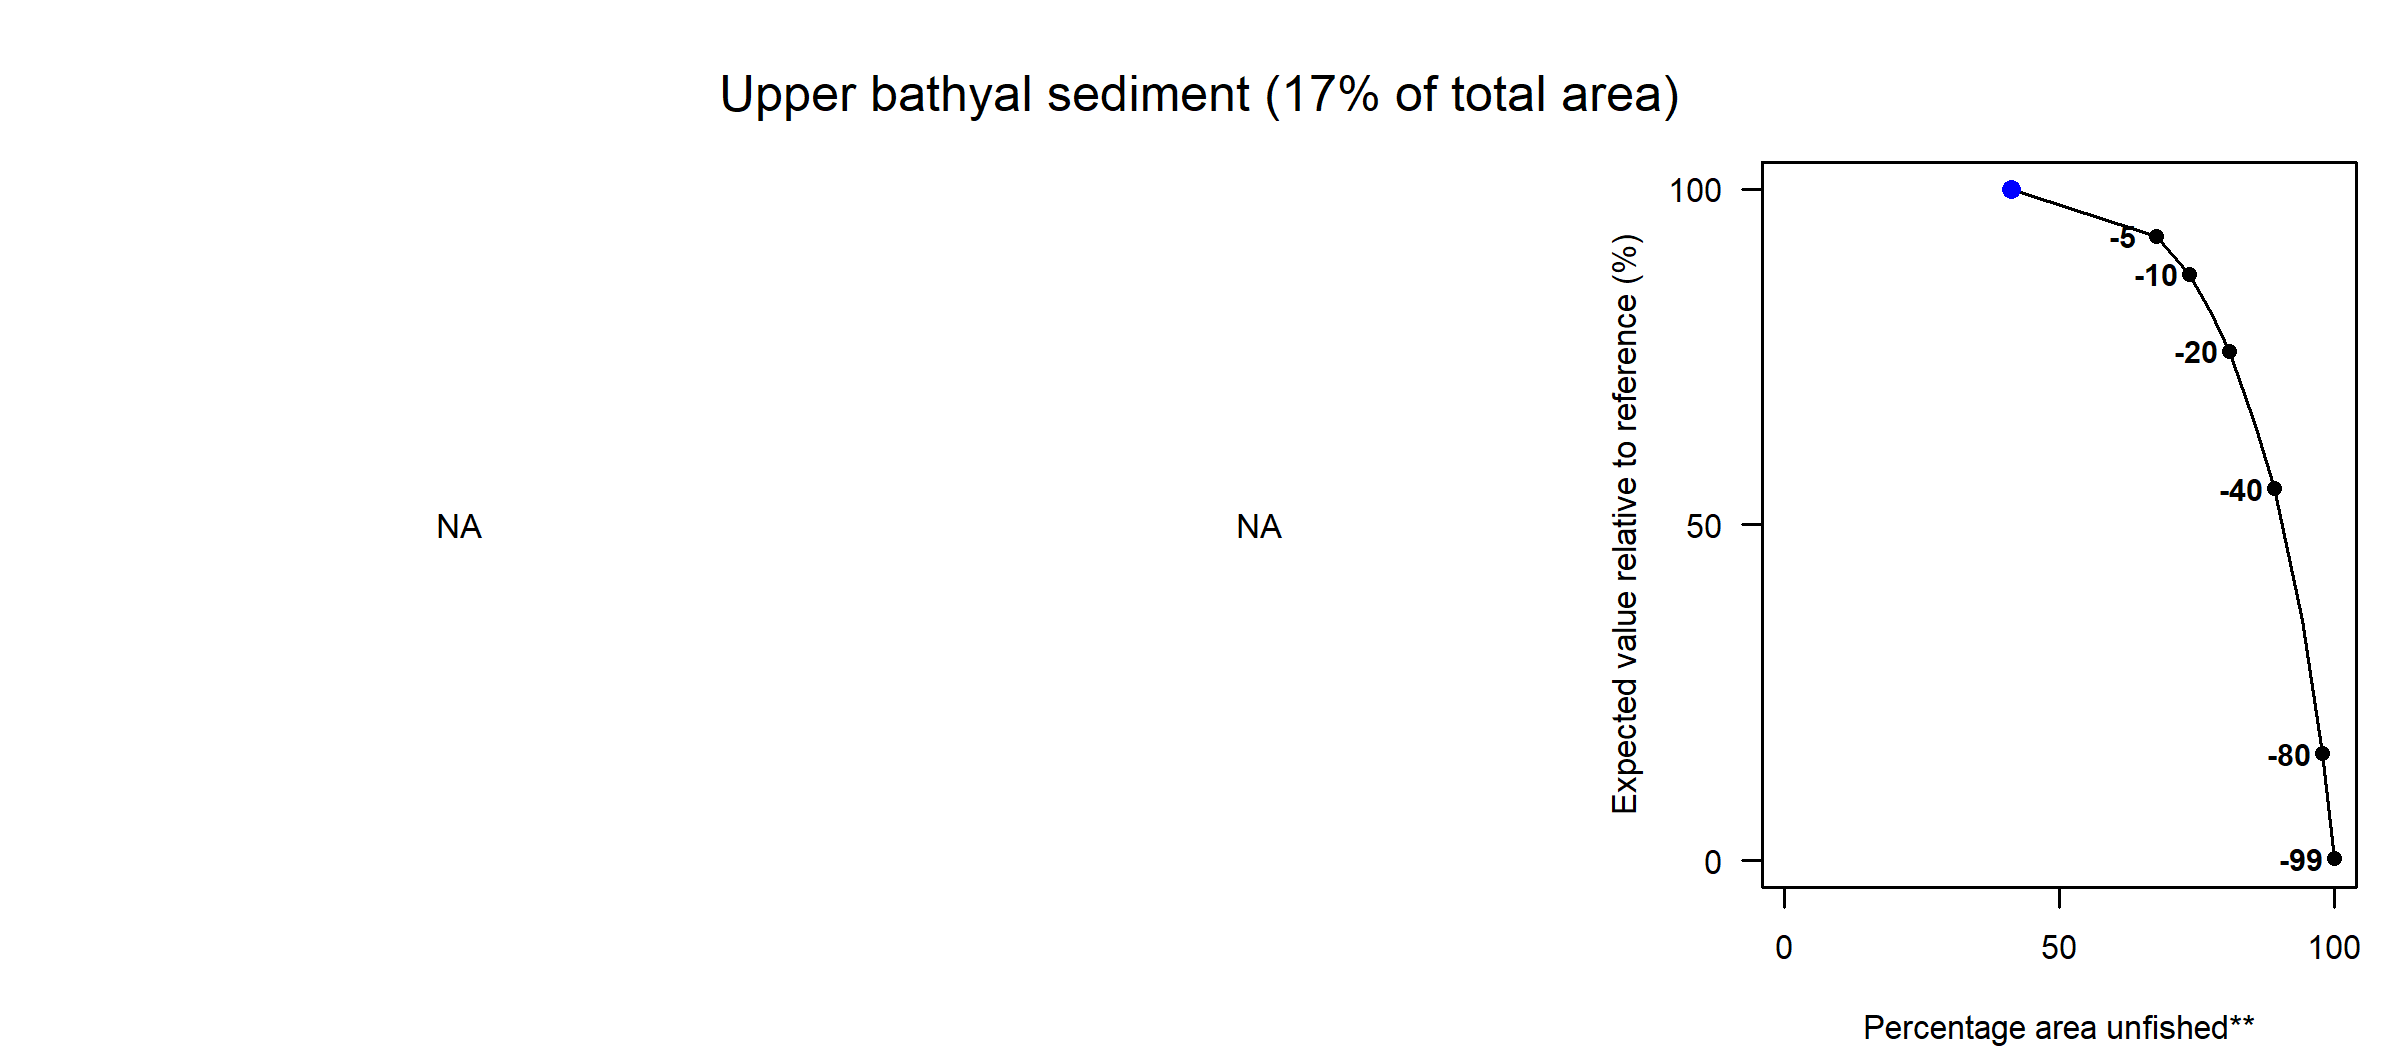 Upper bathyal sediment (17% of total area)
NA
NA
Expected value relative to reference (%)
100
50
0
-5
-10
-20
-40
-80
-99
0
50
100
Percentage area unfished**